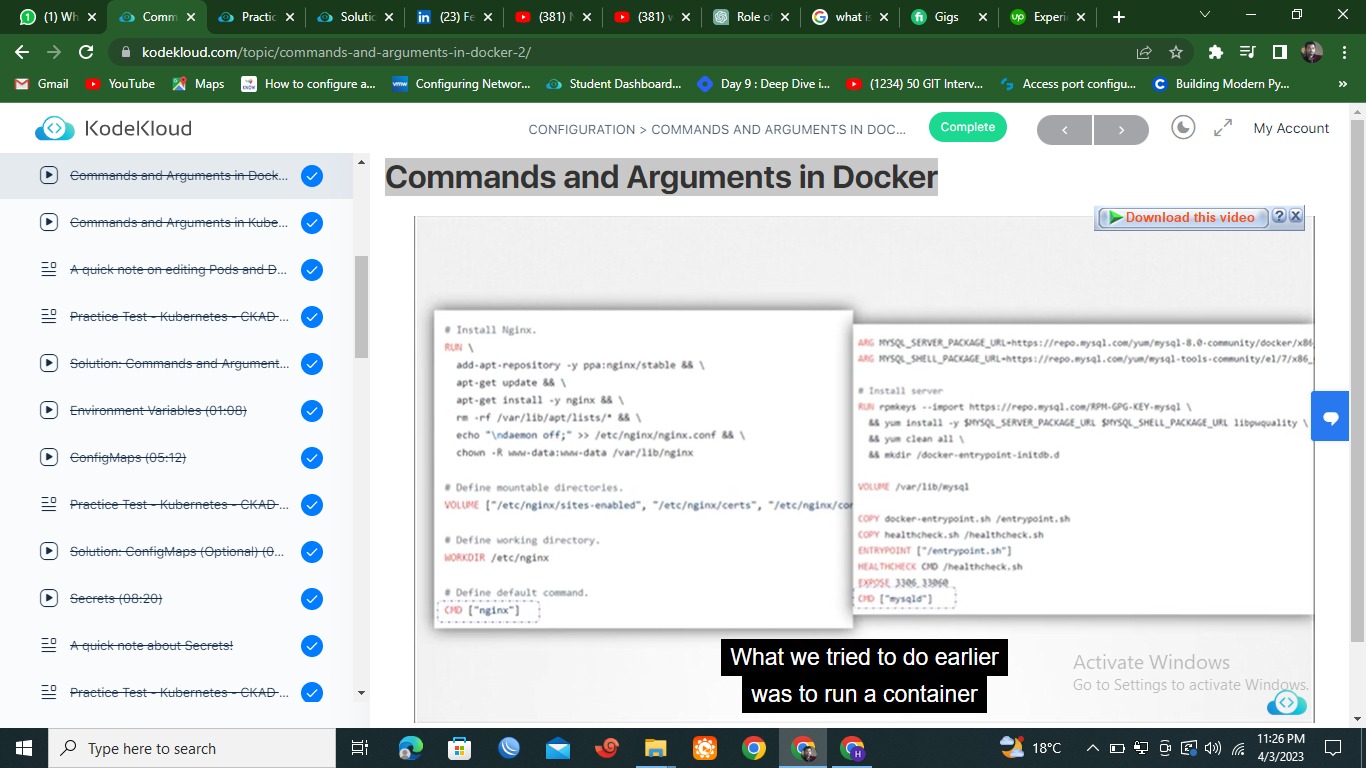 (1) Wh
Comm
Practic
Solutio
(23) Fe
(381) N
(381) w
Role of
what is
Gigs
Experi
kodekloud.com/topic/commands-and-arguments-in-docker-2/
Gmail
YouTube
Maps
How to configure a...
Configuring Networ...
Student Dashboard...
Day 9 : Deep Dive i...
(1234) 50 GIT Interv...
Access port configu...
Building Modern Py...
»
KodeKloud
CONFIGURATION > COMMANDS AND ARGUMENTS IN DOC...
Complete
My Account
Commands and Arguments in Dock...
Commands and Arguments in Kube...
A quick note on editing Pods and D...
Practice Test - Kubernetes - CKAD ...
Solution: Commands and Argument...
Environment Variables (01:08)
ConfigMaps (05:12)
Practice Test - Kubernetes - CKAD ...
Solution: ConfigMaps (Optional) (0...
Secrets (08:20)
A quick note about Secrets!
Practice Test - Kubernetes - CKAD ...
Commands and Arguments in Docker
Download this video
# Install Nginx.
RUN \
add-apt-repository -y ppa:nginx/stable && \
apt-get update && \
apt-get install -y nginx && \
rm -rf /var/lib/apt/lists/* && \
echo "\ndaemon off;" >> /etc/nginx/nginx.conf && \
chown -R www-data:www-data /var/lib/nginx
# Define mountable directories.
VOLUME ["/etc/nginx/sites-enabled", "/etc/nginx/certs", "/etc/nginx/con
# Define working directory.
WORKDIR /etc/nginx
# Define default command.
CMD ["nginx"]
ARG MYSQL_SERVER_PACKAGE_URL=https://repo.mysql.com/yum/mysql-8.0-community/docker/x86
ARG MYSQL_SHELL_PACKAGE_URL=https://repo.mysql.com/yum/mysql-tools-community/el/7/x86_
# Install server
RUN rpmkeys --import https://repo.mysql.com/RPM-GPG-KEY-mysql \
&& yum install -y $MYSQL_SERVER_PACKAGE_URL $MYSQL_SHELL_PACKAGE_URL libpwquality \
&& yum clean all \
&& mkdir /docker-entrypoint-initdb.d
VOLUME /var/lib/mysql
COPY docker-entrypoint.sh /entrypoint.sh
COPY healthcheck.sh /healthcheck.sh
ENTRYPOINT ["/entrypoint.sh"]
HEALTHCHECK CMD /healthcheck.sh
EXPOSE 3306 33060
CMD ["mysqld"]
What we tried to do earlier
was to run a container
Activate Windows
Go to Settings to activate Windows.
Type here to search
18°C
11:26 PM
4/3/2023